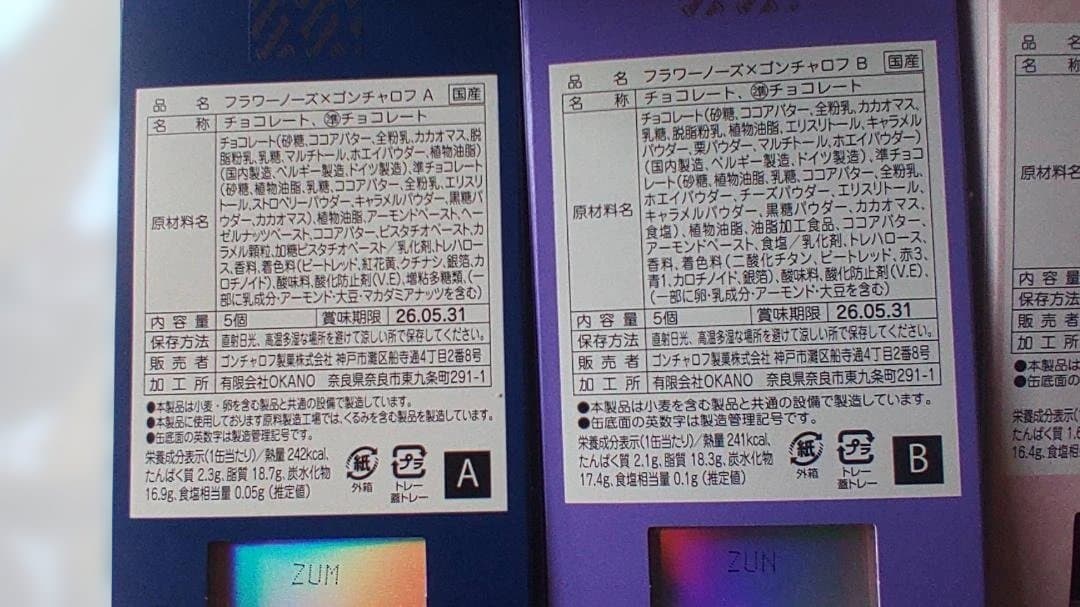 品名 フラワーノーズ×ゴンチャロフ A 国産
名称 チョコレート、㊜チョコレート
原材料名
チョコレート(砂糖、ココアバター、全粉乳、カカオマス、脱
脂粉乳、乳糖、マルチトール、ホエイパウダー、植物油脂)
(国内製造、ベルギー製造、ドイツ製造)、準チョコレート
(砂糖、植物油脂、乳糖、ココアバター、全粉乳、エリスリ
トール、ストロベリーパウダー、キャラメルパウダー、黒糖パ
ウダー、カカオマス)、植物油脂、アーモンドペースト、ヘー
ゼルナッツペースト、ココアバター、ピスタチオペースト、カ
ラメル顆粒、加糖ピスタチオペースト／乳化剤、トレハロー
ス、香料、着色料(ビートレッド、紅花黄、クチナシ、銀箔、カ
ロチノイド)、酸味料、酸化防止剤(V.E)、増粘多糖類、(一
部に乳成分・アーモンド・大豆・マカダミアナッツを含む)
内容量 5個 賞味期限 26.05.31
保存方法 直射日光、高温多湿な場所を避けて涼しい所で保存してください。
販売者 ゴンチャロフ製菓株式会社 神戸市灘区船寺通4丁目2番8号
加工所 有限会社OKANO 奈良県奈良市東九条町291-1
●本製品は小麦・卵を含む製品と共通の設備で製造しています。
●本製品に使用しております原料製造工場では、くるみを含む製品を製造しています。
●缶底面の英数字は製造管理記号です。
栄養成分表示(1缶当たり)／熱量 242kcal、
たんぱく質 2.3g、脂質 18.7g、炭水化物
16.9g、食塩相当量 0.05g (推定値)
紙
外箱
プラ
トレー
蓋トレー
A
ZUM
品名 フラワーノーズ×ゴンチャロフ B 国産
名称 チョコレート、㊜チョコレート
原材料名
チョコレート(砂糖、ココアバター、全粉乳、カカオマス、
乳糖、脱脂粉乳、植物油脂、エリスリトール、キャラメル
パウダー、栗パウダー、マルチトール、ホエイパウダー)
(国内製造、ベルギー製造、ドイツ製造)、準チョコ
レート(砂糖、植物油脂、乳糖、ココアバター、全粉乳、
ホエイパウダー、チーズパウダー、エリスリトール、
キャラメルパウダー、黒糖パウダー、カカオマス、
食塩)、植物油脂、油脂加工食品、ココアバター、
アーモンドペースト、食塩／乳化剤、トレハロース、
香料、着色料(二酸化チタン、ビートレッド、赤3、
青1、カロチノイド、銀箔)、酸味料、酸化防止剤(V.E)、
(一部に卵・乳成分・アーモンド・大豆を含む)
内容量 5個 賞味期限 26.05.31
保存方法 直射日光、高温多湿な場所を避けて涼しい所で保存してください。
販売者 ゴンチャロフ製菓株式会社 神戸市灘区船寺通4丁目2番8号
加工所 有限会社OKANO 奈良県奈良市東九条町291-1
●本製品は小麦を含む製品と共通の設備で製造しています。
●缶底面の英数字は製造管理記号です。
栄養成分表示(1缶当たり)／熱量 241kcal、
たんぱく質 2.1g、脂質 18.3g、炭水化物
17.4g、食塩相当量 0.1g (推定値)
紙
外箱
プラ
トレー
蓋トレー
B
ZUN
品名
名称
原材料名
内容量
保存方法
販売者
加工所
●本製品は
●缶底面の
栄養成分表示(1缶
たんぱく質
16.4g、食塩